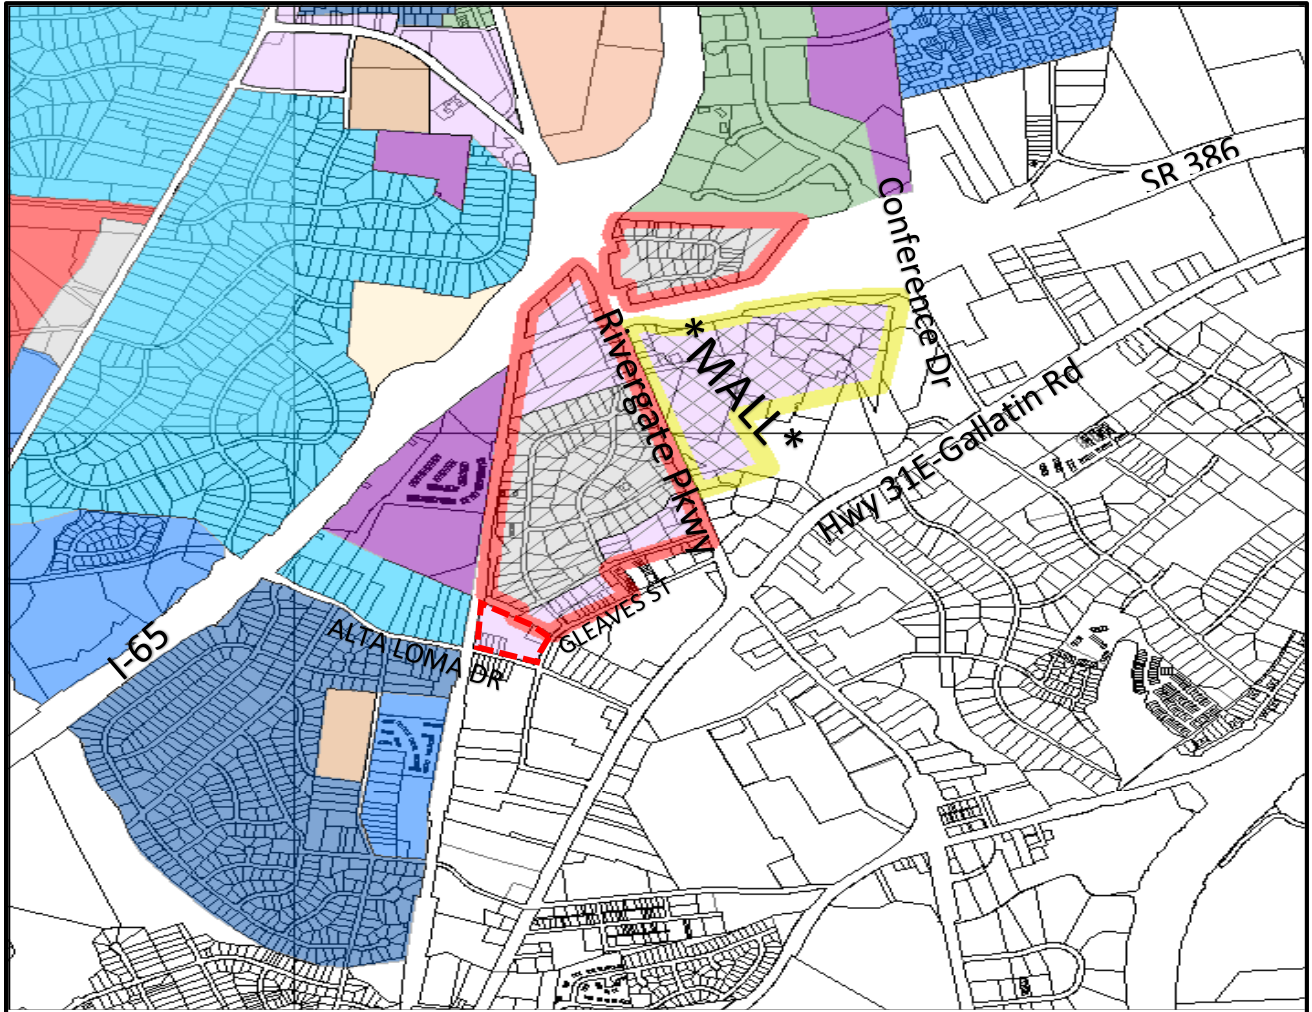 SR 386
Conference Dr
Rivergate Pkwy
*MALL*
Hwy 31E-Gallatin Rd
GLEAVES ST
ALTA LOMA DR
I-65